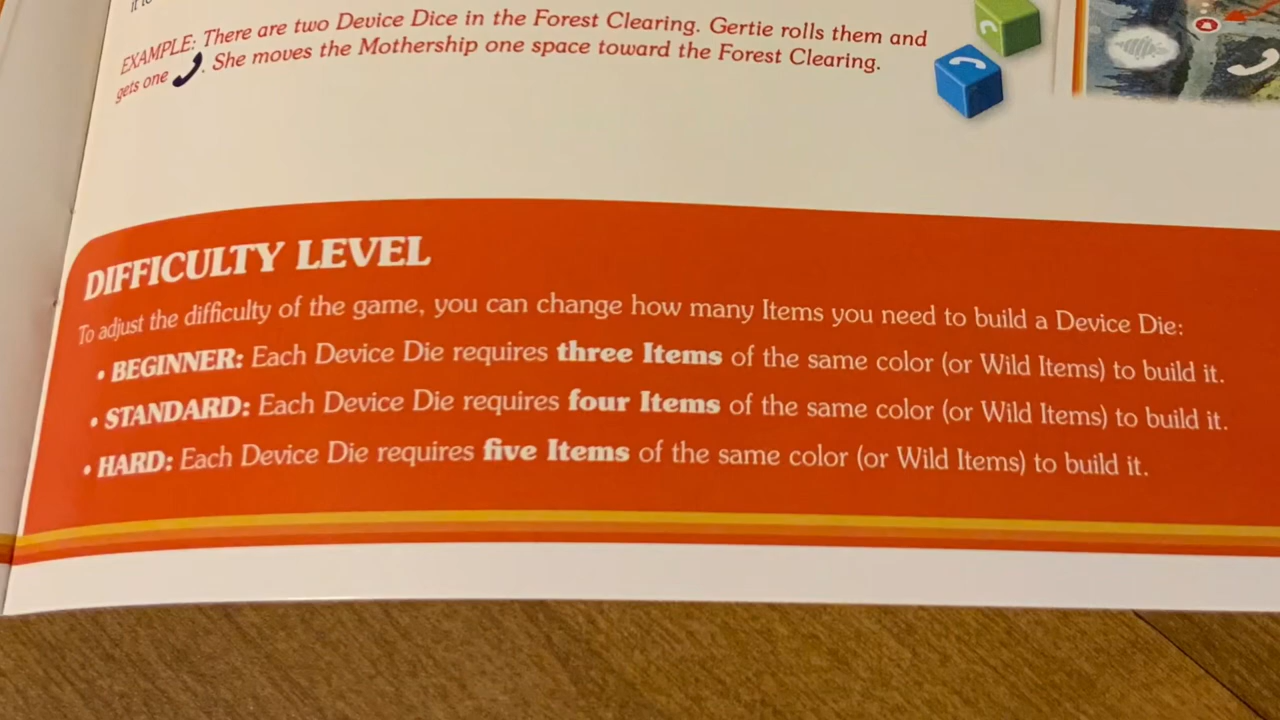 EXAMPLE: There are two Device Dice in the Forest Clearing. Gertie rolls them and
gets one . She moves the Mothership one space toward the Forest Clearing.
DIFFICULTY LEVEL
To adjust the difficulty of the game, you can change how many Items you need to build a Device Die:
• BEGINNER: Each Device Die requires three Items of the same color (or Wild Items) to build it.
• STANDARD: Each Device Die requires four Items of the same color (or Wild Items) to build it.
• HARD: Each Device Die requires five Items of the same color (or Wild Items) to build it.